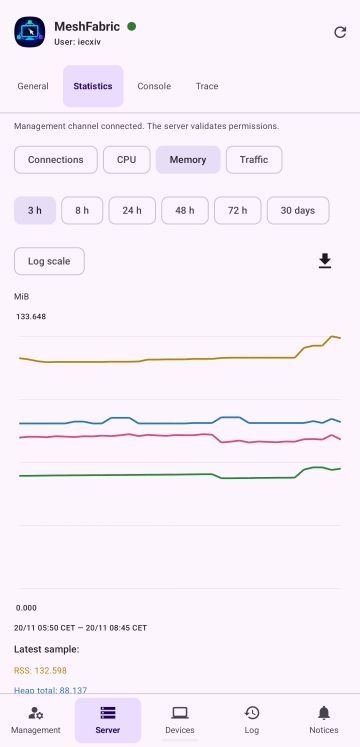 MeshFabric
User: iecxiv
General
Statistics
Console
Trace
Management channel connected. The server validates permissions.
Connections
CPU
Memory
Traffic
3 h
8 h
24 h
48 h
72 h
30 days
Log scale
MiB
133.648
0.000
20/11 05:50 CET — 20/11 08:45 CET
Latest sample:
RSS: 132.598
Heap total: 88.137
Management
Server
Devices
Log
Notices